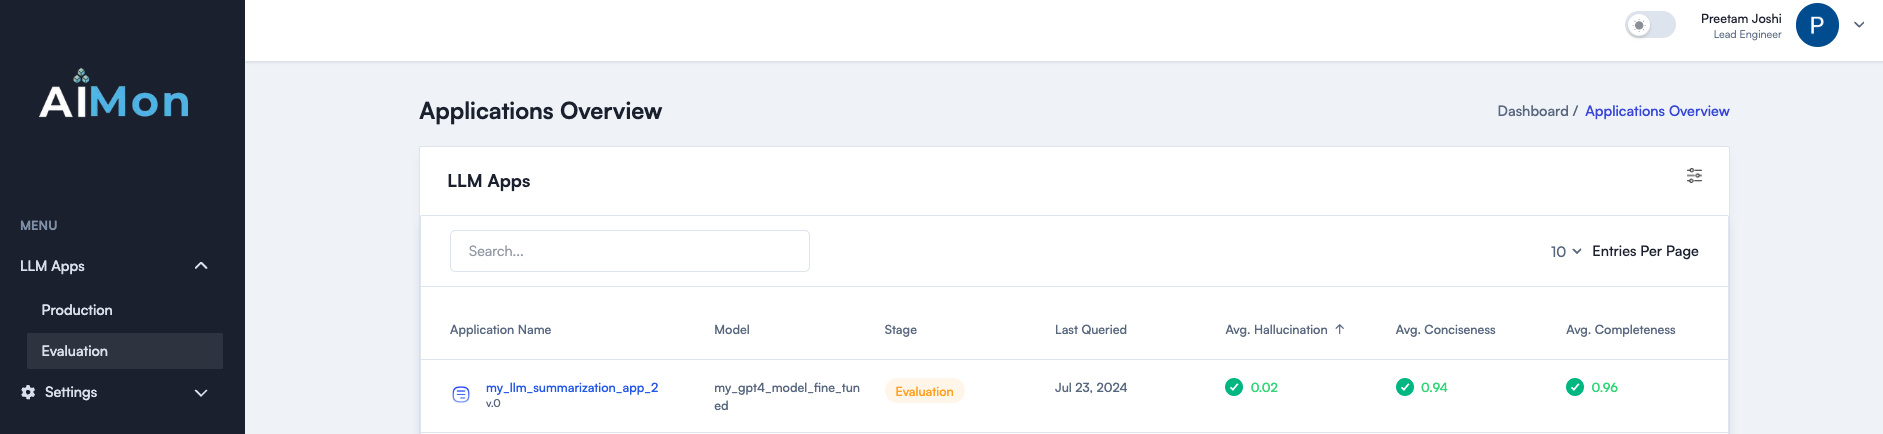 Preetam Joshi
Lead Engineer
P
AIMon
Applications Overview
Dashboard / Applications Overview
LLM Apps
MENU
LLM Apps
Production
Evaluation
Settings
Search...
10 Entries Per Page
Application Name Model Stage Last Queried Avg. Hallucination ↑ Avg. Conciseness Avg. Completeness
my_llm_summarization_app_2 my_gpt4_model_fine_tun Evaluation Jul 23, 2024 0.02 0.94 0.96
v.0 ed